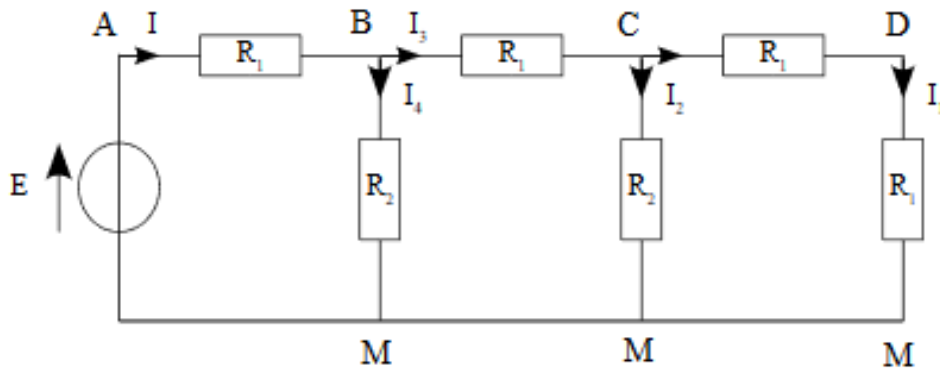 A I B I₃ C D
R₁ R₁ R₁
I₄ I₂
E R₂ R₂ R₁
M M M